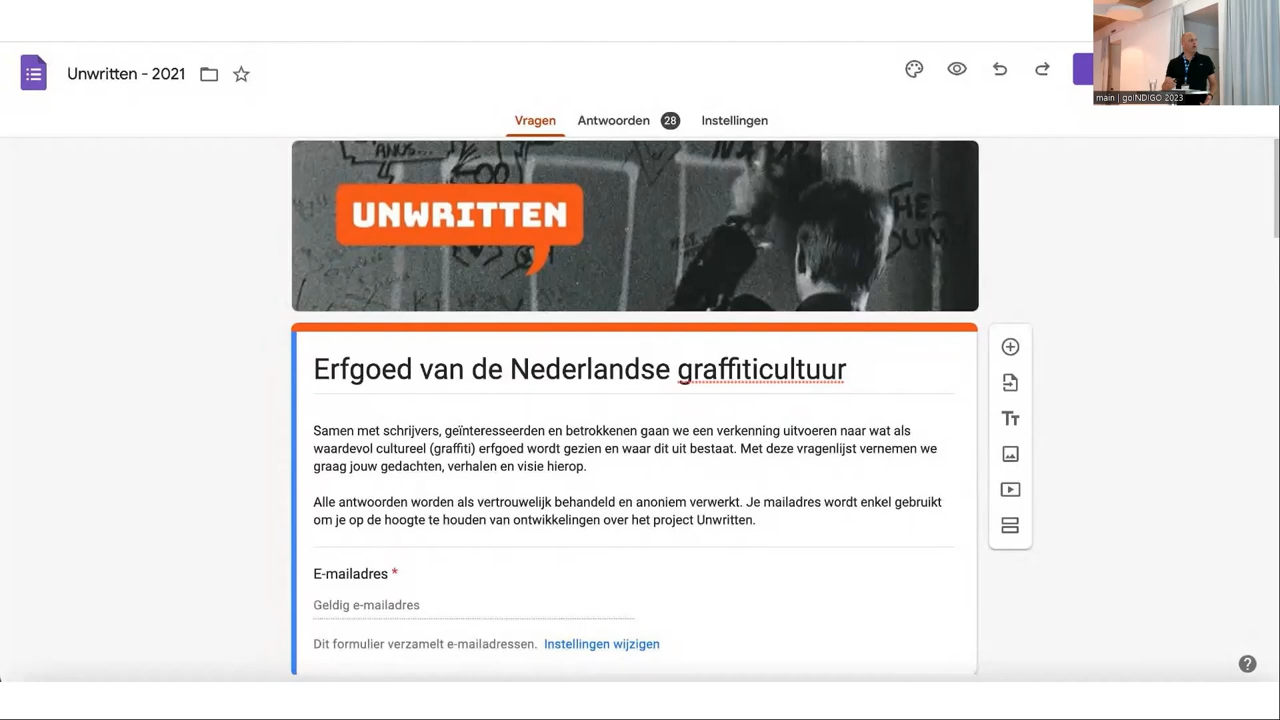 main | goINDIGO 2023
Unwritten - 2021
Vragen Antwoorden 28 Instellingen
ANUS...
UNWRITTEN
THE
Erfgoed van de Nederlandse graffiticultuur
Samen met schrijvers, geïnteresseerden en betrokkenen gaan we een verkenning uitvoeren naar wat als
waardevol cultureel (graffiti) erfgoed wordt gezien en waar dit uit bestaat. Met deze vragenlijst vernemen we
graag jouw gedachten, verhalen en visie hierop.
Alle antwoorden worden als vertrouwelijk behandeld en anoniem verwerkt. Je mailadres wordt enkel gebruikt
om je op de hoogte te houden van ontwikkelingen over het project Unwritten.
E-mailadres *
Geldig e-mailadres
Dit formulier verzamelt e-mailadressen. Instellingen wijzigen